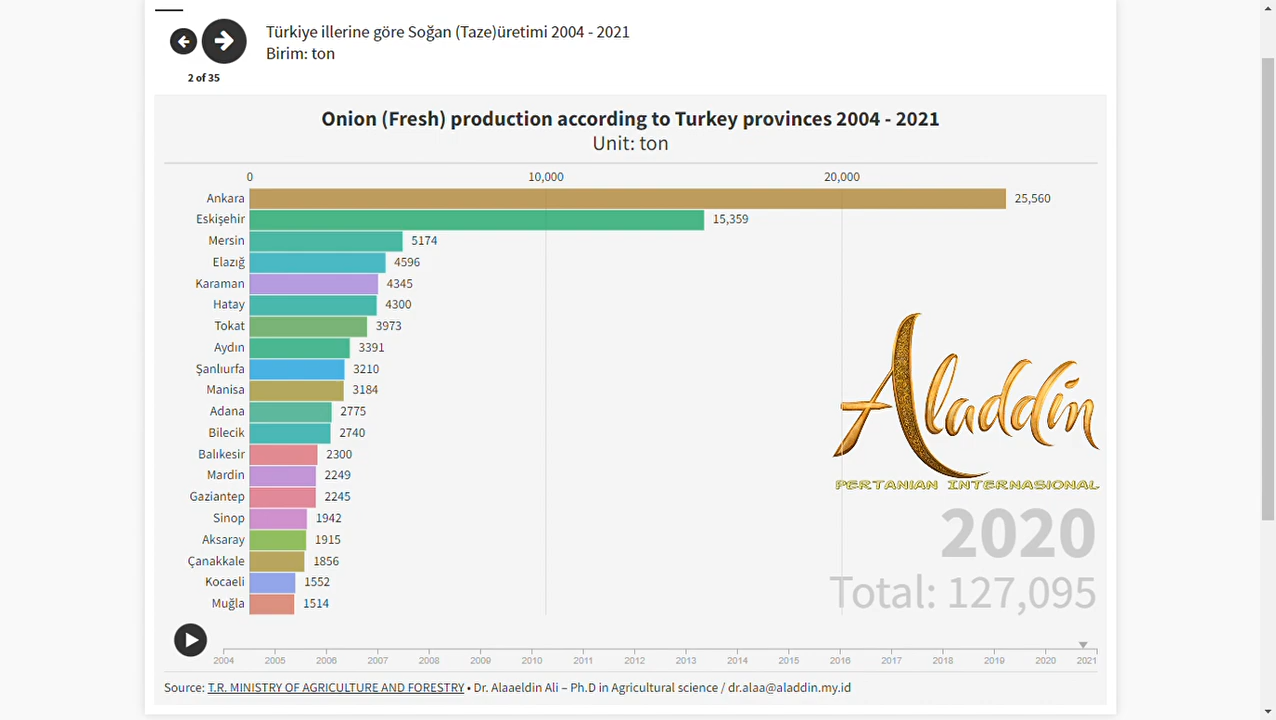 Türkiye illerine göre Soğan (Taze)üretimi 2004 - 2021
Birim: ton
2 of 35
Onion (Fresh) production according to Turkey provinces 2004 - 2021
Unit: ton
0 10,000 20,000
Ankara 25,560
Eskişehir 15,359
Mersin 5174
Elazığ 4596
Karaman 4345
Hatay 4300
Tokat 3973
Aydın 3391
Şanlıurfa 3210
Manisa 3184
Adana 2775
Bilecik 2740
Balıkesir 2300
Mardin 2249
Gaziantep 2245
Sinop 1942
Aksaray 1915
Çanakkale 1856
Kocaeli 1552
Muğla 1514
Aladdin
PERTANIAN INTERNASIONAL
2020
Total: 127,095
2004 2005 2006 2007 2008 2009 2010 2011 2012 2013 2014 2015 2016 2017 2018 2019 2020 2021
Source: T.R. MINISTRY OF AGRICULTURE AND FORESTRY • Dr. Alaaeldin Ali – Ph.D in Agricultural science / dr.alaa@aladdin.my.id